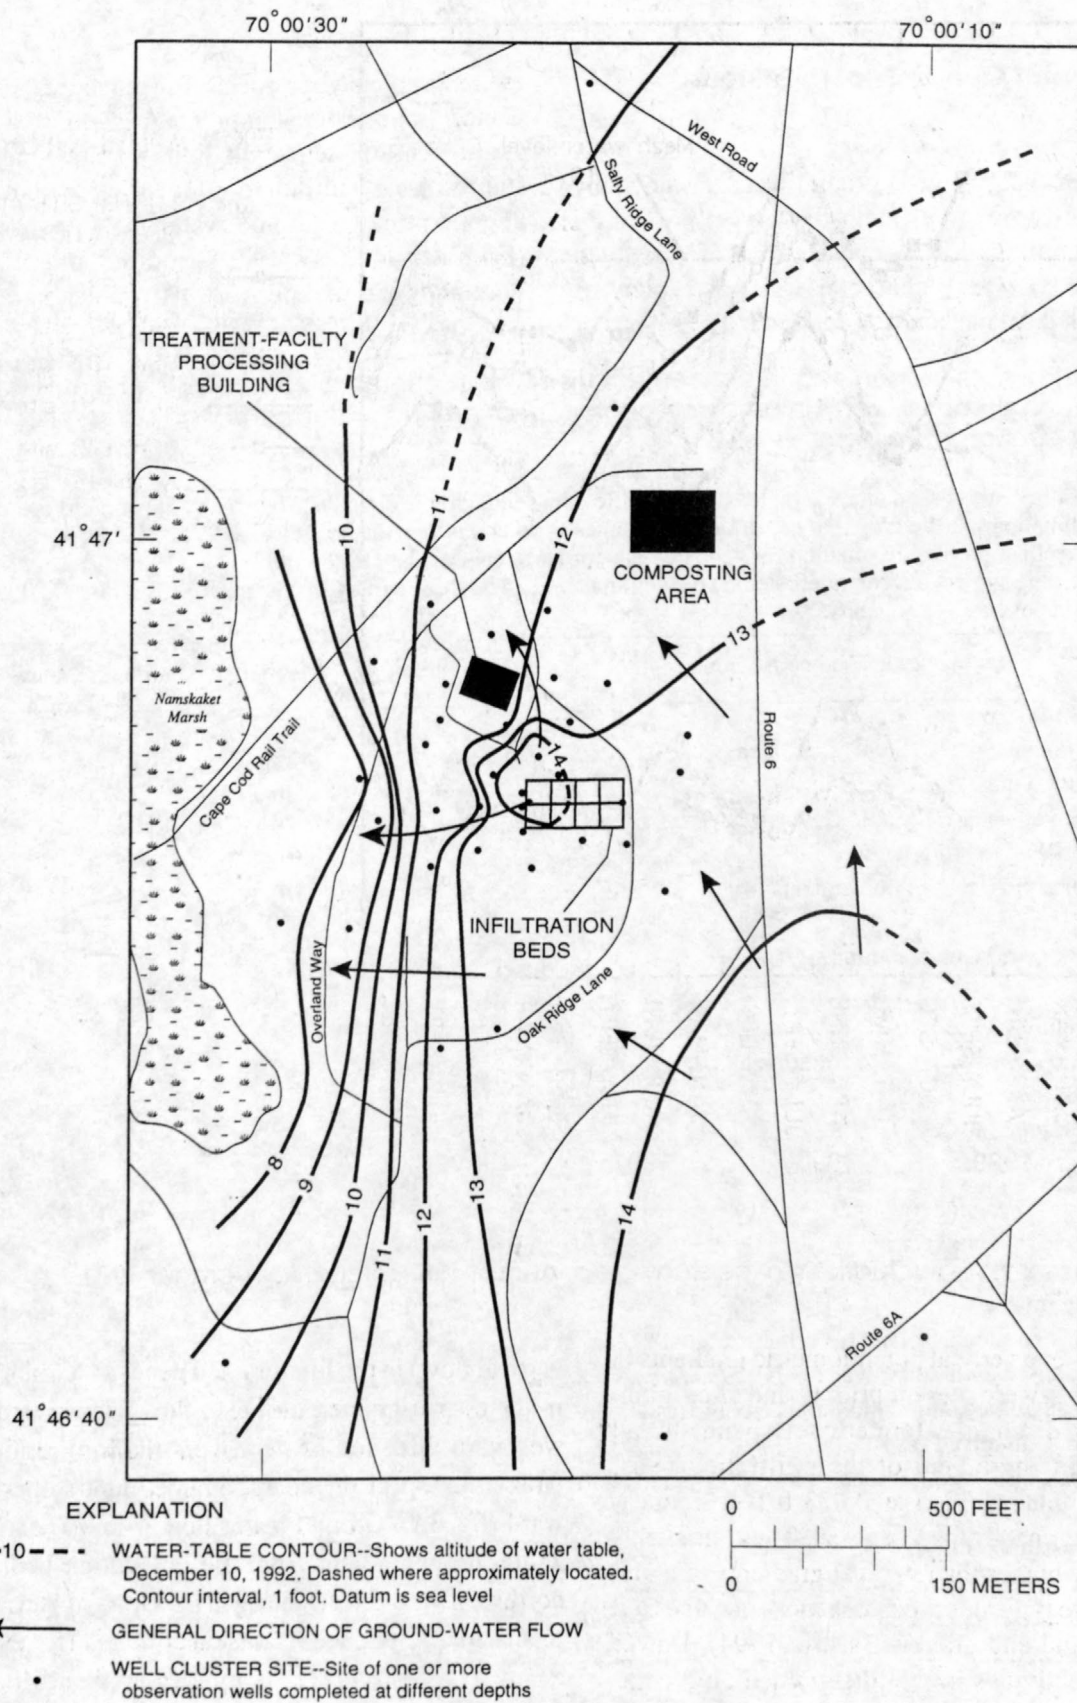 70°00'30"
70°00'10"
West Road
Salty Ridge Lane
TREATMENT-FACILTY
PROCESSING
BUILDING
10
11
12
41°47'
COMPOSTING
AREA
13
Namskaket
Marsh
Cape Cod Rail Trail
Route 6
14
INFILTRATION
BEDS
Overland Way
Oak Ridge Lane
8
9
10
11
12
13
14
Route 6A
41°46'40"
EXPLANATION
0 500 FEET
0 150 METERS
10 WATER-TABLE CONTOUR--Shows altitude of water table,
December 10, 1992. Dashed where approximately located.
Contour interval, 1 foot. Datum is sea level
GENERAL DIRECTION OF GROUND-WATER FLOW
WELL CLUSTER SITE--Site of one or more
observation wells completed at different depths